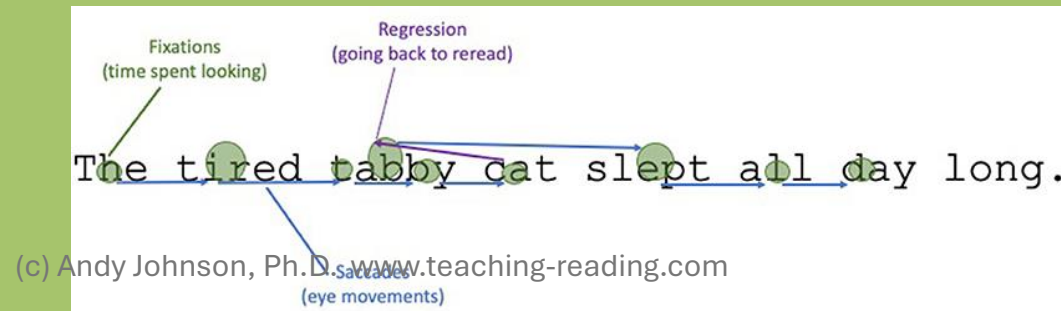 Regression
(going back to reread)
Fixations
(time spent looking)
The tired tabby cat slept all day long.
(c) Andy Johnson, Ph.D. www.teaching-reading.com
Saccades
(eye movements)